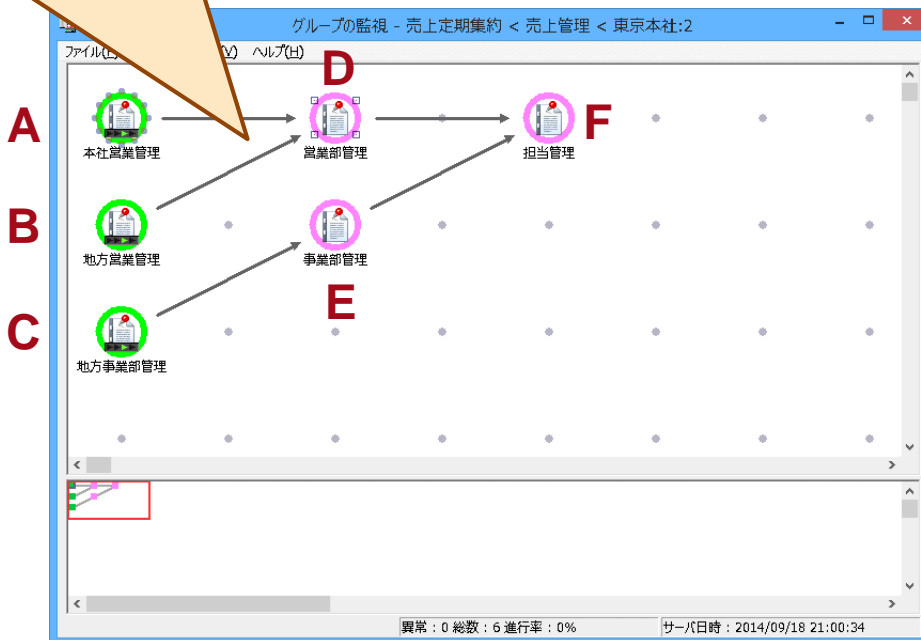 グループの監視 - 売上定期集約 < 売上管理 < 東京本社:2
ファイル(F) (V) ヘルプ(H)
D
A
F
本社営業管理
営業部管理
担当管理
B
地方営業管理
事業部管理
E
C
地方事業部管理
異常：0 総数：6 進行率：0%
サーバ日時：2014/09/18 21:00:34